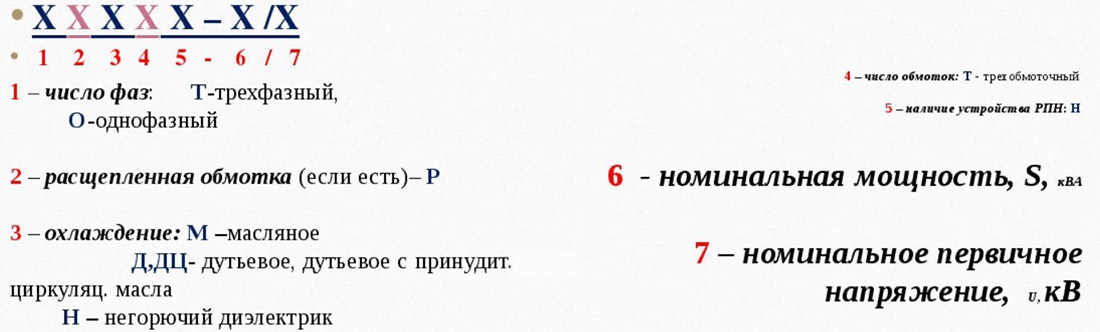 • Х Х Х Х Х – Х /Х
• 1 2 3 4 5 - 6 / 7
1 – число фаз: Т-трехфазный,
О-однофазный
2 – расщепленная обмотка (если есть)– Р
3 – охлаждение: М –масляное
Д,ДЦ- дутьевое, дутьевое с принудит.
циркуляц. масла
Н – негорючий диэлектрик
4 – число обмоток: Т - трехобмоточный
5 – наличие устройства РПН: Н
6 - номинальная мощность, S, кВА
7 – номинальное первичное
напряжение, U, кВ